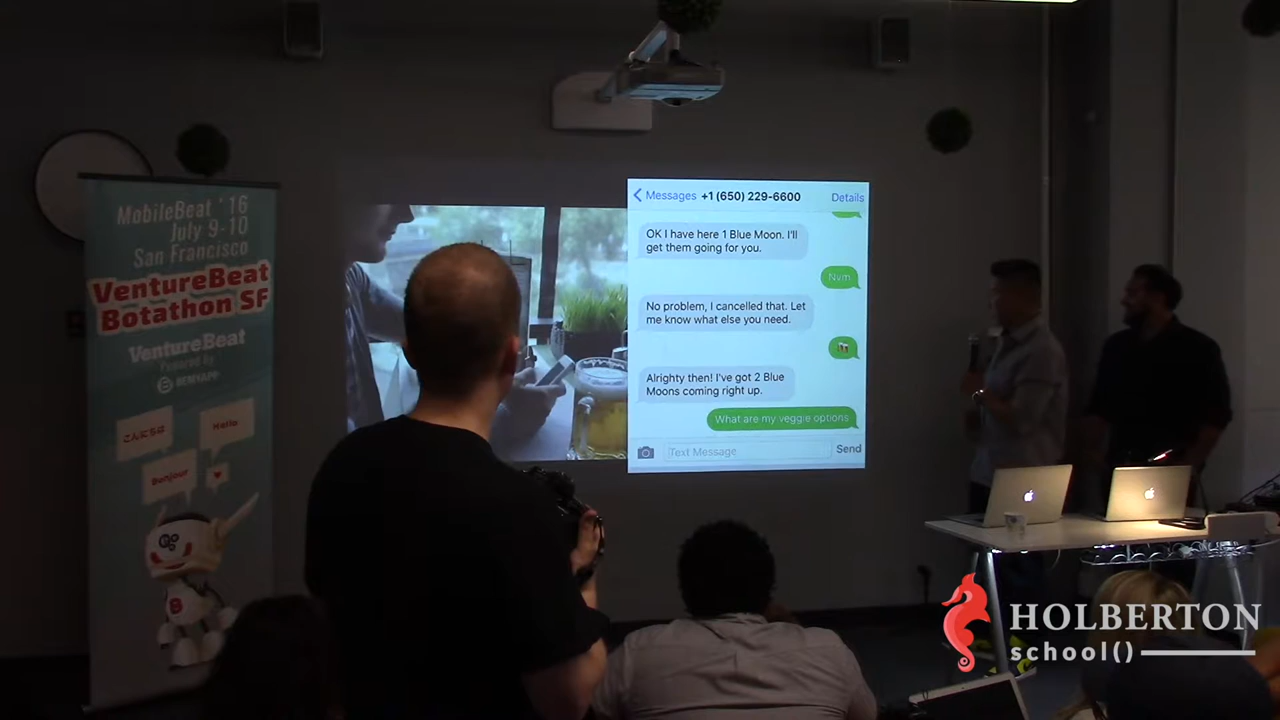 MobileBeat '16
July 9-10
San Francisco
VentureBeat
Botathon SF
VentureBeat
Powered by
BEMYAPP
こんにちは
Hello
Bonjour
Messages +1 (650) 229-6600 Details
OK I have here 1 Blue Moon. I'll
get them going for you.
Nvm
No problem, I cancelled that. Let
me know what else you need.
Alrighty then! I've got 2 Blue
Moons coming right up.
What are my veggie options
Text Message Send
HOLBERTON
school()